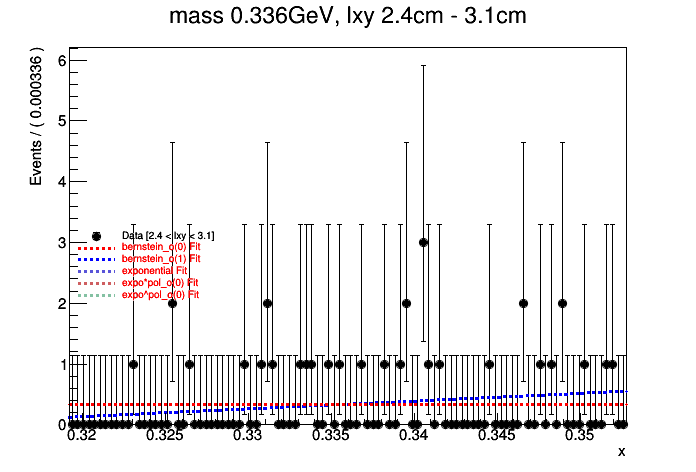 mass 0.336GeV, lxy 2.4cm - 3.1cm
Events / ( 0.000336 )
6
5
4
3
2
1
0
Data [2.4 < lxy < 3.1]
bernstein_o(0) Fit
bernstein_o(1) Fit
exponential Fit
expo*pol_o(0) Fit
expo^pol_o(0) Fit
0.32 0.325 0.33 0.335 0.34 0.345 0.35
x